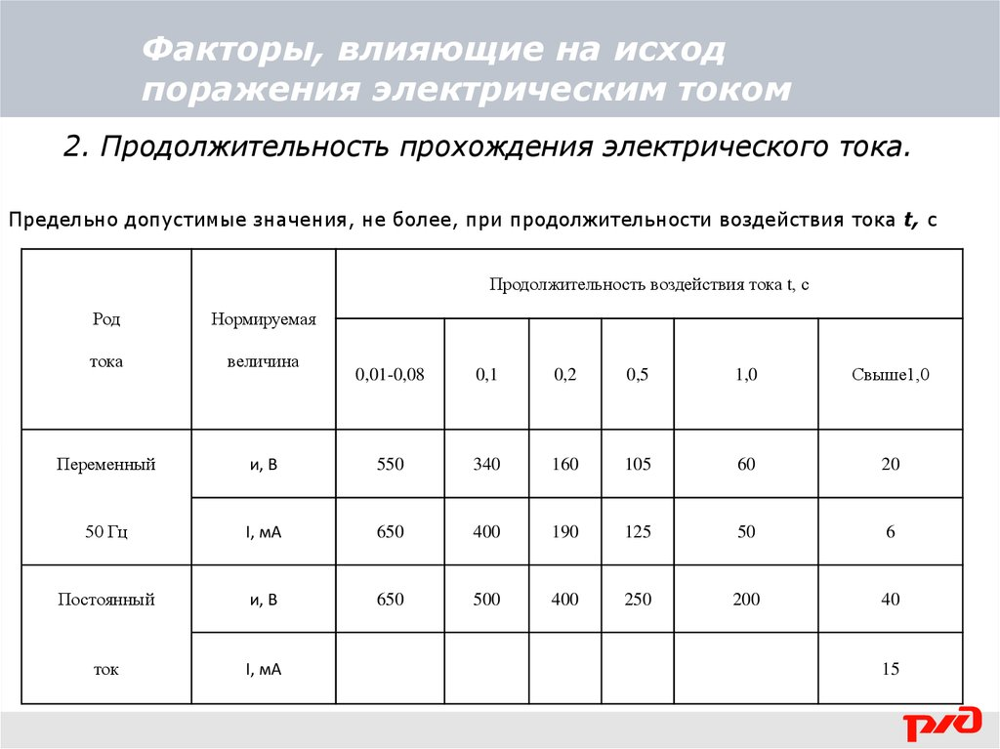 Факторы, влияющие на исход
поражения электрическим током
2. Продолжительность прохождения электрического тока.
Предельно допустимые значения, не более, при продолжительности воздействия тока t, с
Продолжительность воздействия тока t, с
Род Нормируемая
тока величина
0,01-0,08 0,1 0,2 0,5 1,0 Свыше1,0
Переменный и, В 550 340 160 105 60 20
50 Гц I, мА 650 400 190 125 50 6
Постоянный и, В 650 500 400 250 200 40
ток I, мА 15
ржд